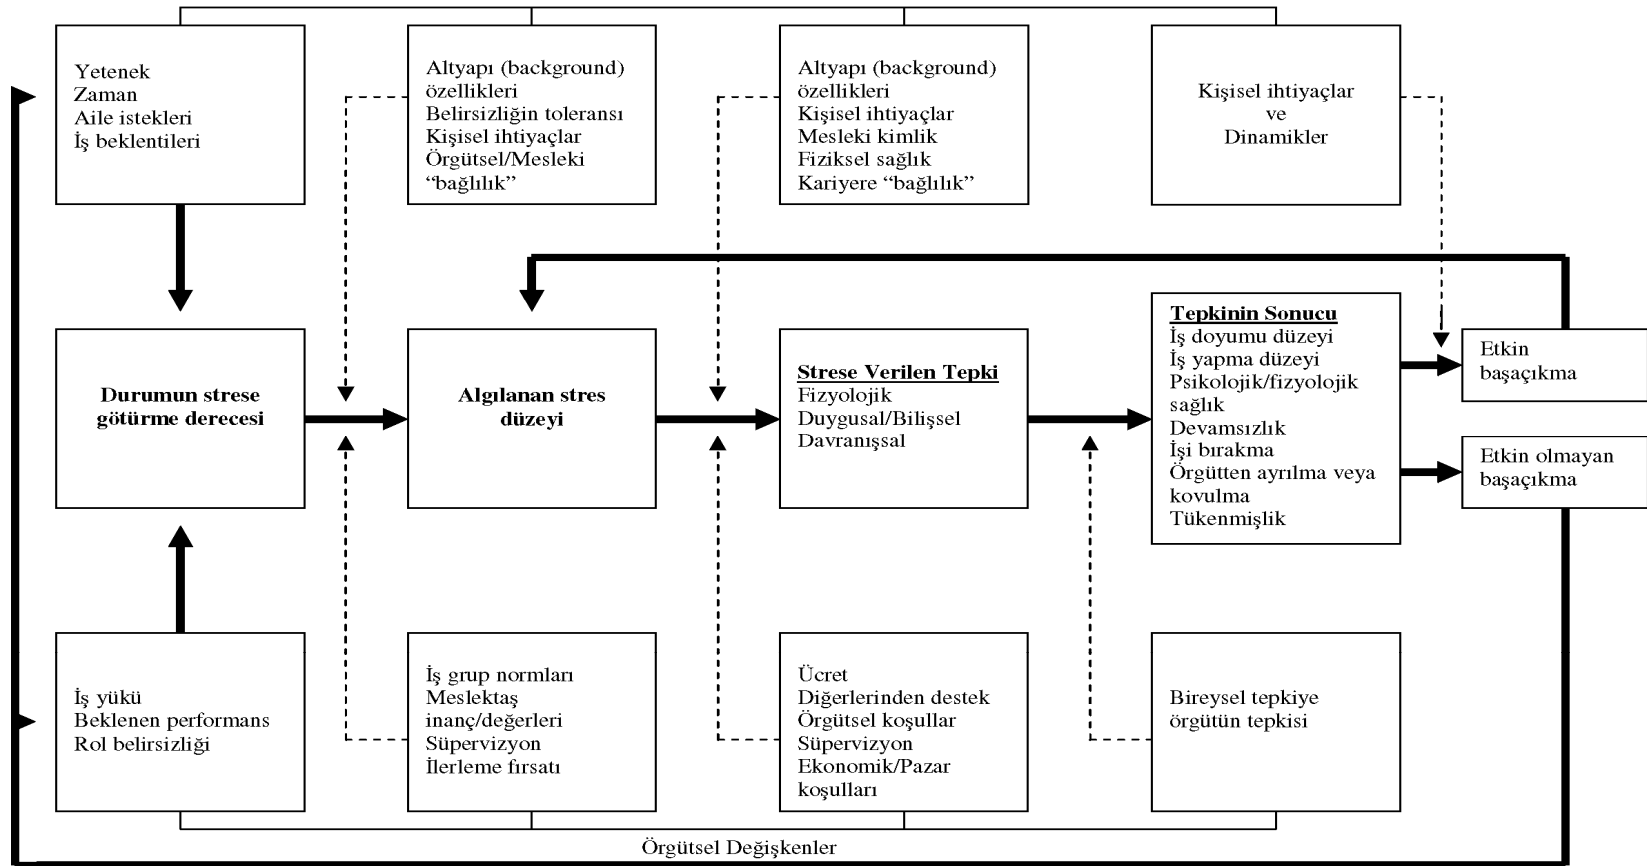 Yetenek
Zaman
Aile istekleri
İş beklentileri
Altyapı (background)
özellikleri
Belirsizliğin toleransı
Kişisel ihtiyaçlar
Örgütsel/Mesleki
“bağlılık”
Altyapı (background)
özellikleri
Kişisel ihtiyaçlar
Mesleki kimlik
Fiziksel sağlık
Kariyere “bağlılık”
Kişisel ihtiyaçlar
ve
Dinamikler
Durumun strese
götürme derecesi
Algılanan stres
düzeyi
Strese Verilen Tepki
Fizyolojik
Duygusal/Bilişsel
Davranışsal
Tepkinin Sonucu
İş doyumu düzeyi
İş yapma düzeyi
Psikolojik/fizyolojik
sağlık
Devamsızlık
İşi bırakma
Örgütten ayrılma veya
kovulma
Tükenmişlik
Etkin
başaçıkma
Etkin olmayan
başaçıkma
İş yükü
Beklenen performans
Rol belirsizliği
İş grup normları
Meslektaş
inanç/değerleri
Süpervizyon
İlerleme fırsatı
Ücret
Diğerlerinden destek
Örgütsel koşullar
Süpervizyon
Ekonomik/Pazar
koşulları
Bireysel tepkiye
örgütün tepkisi
Örgütsel Değişkenler